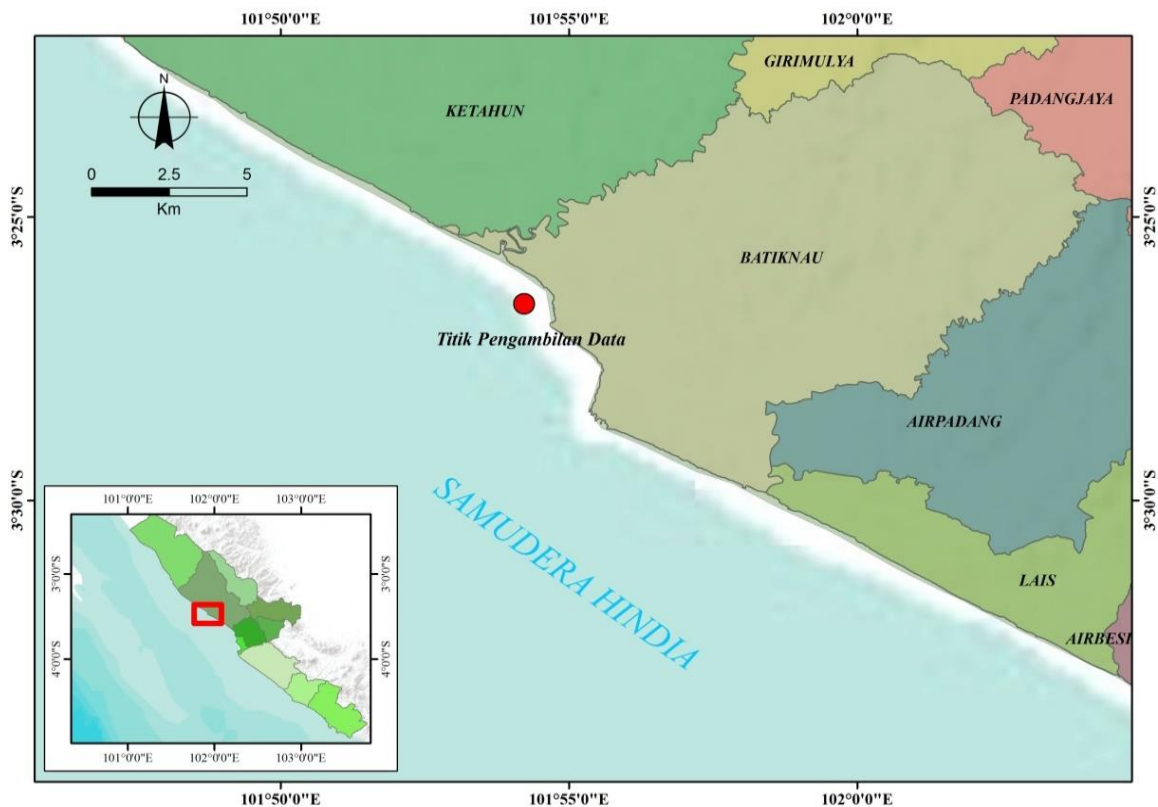 101°50'0"E 101°55'0"E 102°0'0"E
GIRIMULYA
PADANGJAYA
KETAHUN
N
0 2.5 5
Km
3°25'0"S 3°25'0"S
BATIKNAU
Titik Pengambilan Data
AIRPADANG
3°30'0"S 3°30'0"S
SAMUDERA HINDIA
LAIS
AIRBESI
101°0'0"E 102°0'0"E 103°0'0"E
3°0'0"S 3°0'0"S
4°0'0"S 4°0'0"S
101°0'0"E 102°0'0"E 103°0'0"E
101°50'0"E 101°55'0"E 102°0'0"E